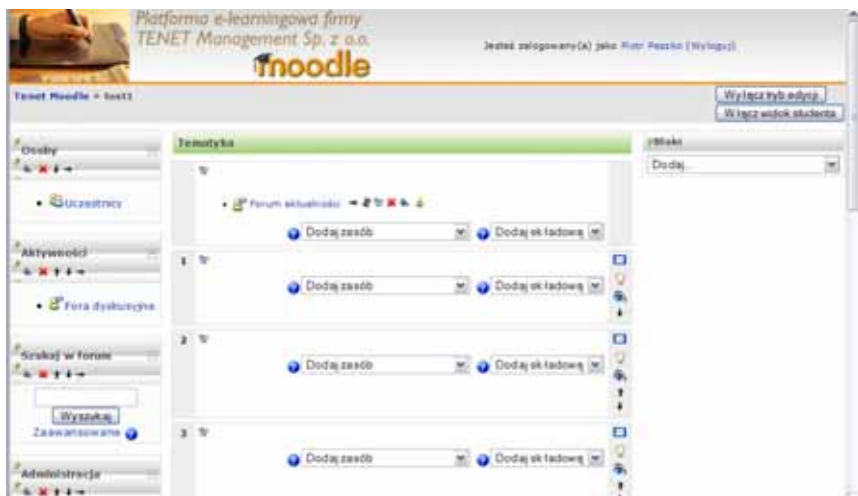 Platforma e-learningowa firmy
TENET Management Sp. z o.o.
moodle
Jesteś zalogowany(a) jako Piotr Peszko (Wyloguj)
Tenet Moodle » test1
Wyłącz tryb edycji
Włącz widok studenta
Osoby
Uczestnicy
Aktywności
Fora dyskusyjne
Szukaj w forum
Wyszukaj
Zaawansowane
Administracja
Tematyka
Forum aktualności
Dodaj zasób
Dodaj składową
1
Dodaj zasób
Dodaj składową
2
Dodaj zasób
Dodaj składową
3
Dodaj zasób
Dodaj składową
Bloki
Dodaj...